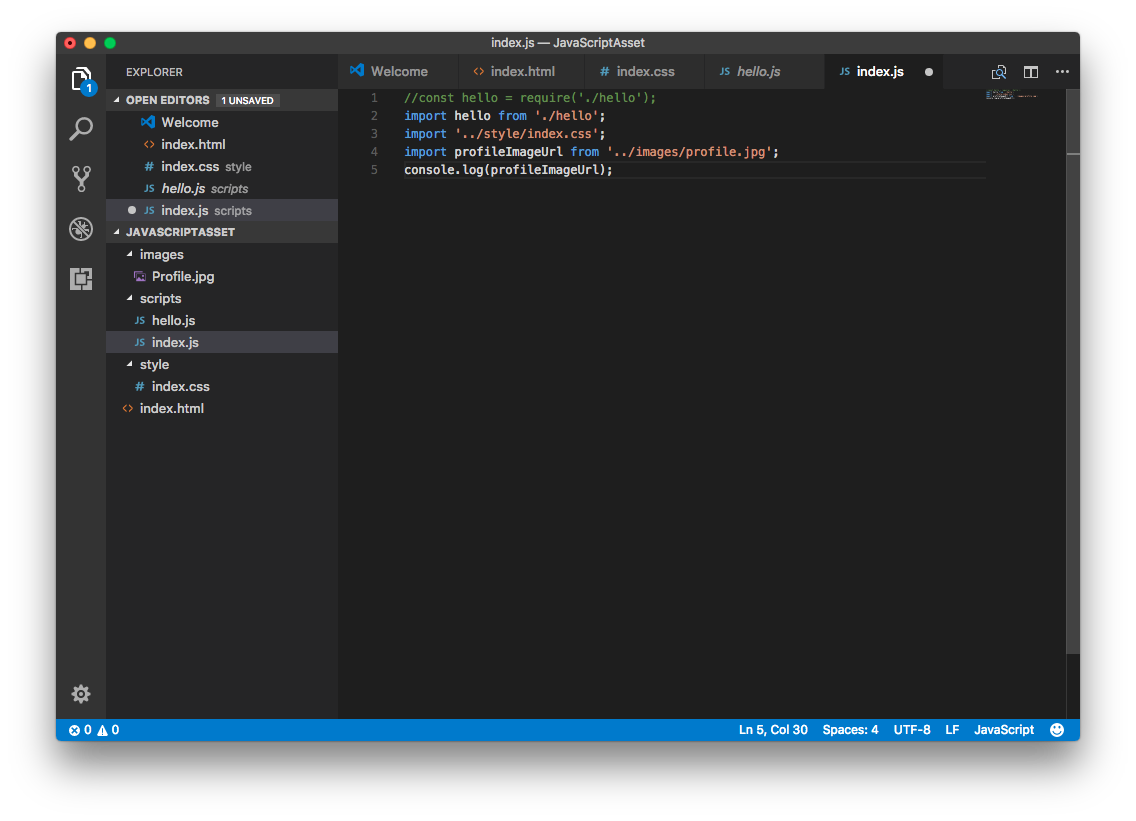 index.js — JavaScriptAsset
EXPLORER
Welcome
index.html
index.css
hello.js
index.js
1
OPEN EDITORS 1 UNSAVED
Welcome
index.html
index.css style
hello.js scripts
index.js scripts
JAVASCRIPTASSET
images
Profile.jpg
scripts
JS hello.js
JS index.js
style
# index.css
<> index.html
1 //const hello = require('./hello');
2 import hello from './hello';
3 import '../style/index.css';
4 import profileImageUrl from '../images/profile.jpg';
5 console.log(profileImageUrl);
0 0
Ln 5, Col 30 Spaces: 4 UTF-8 LF JavaScript